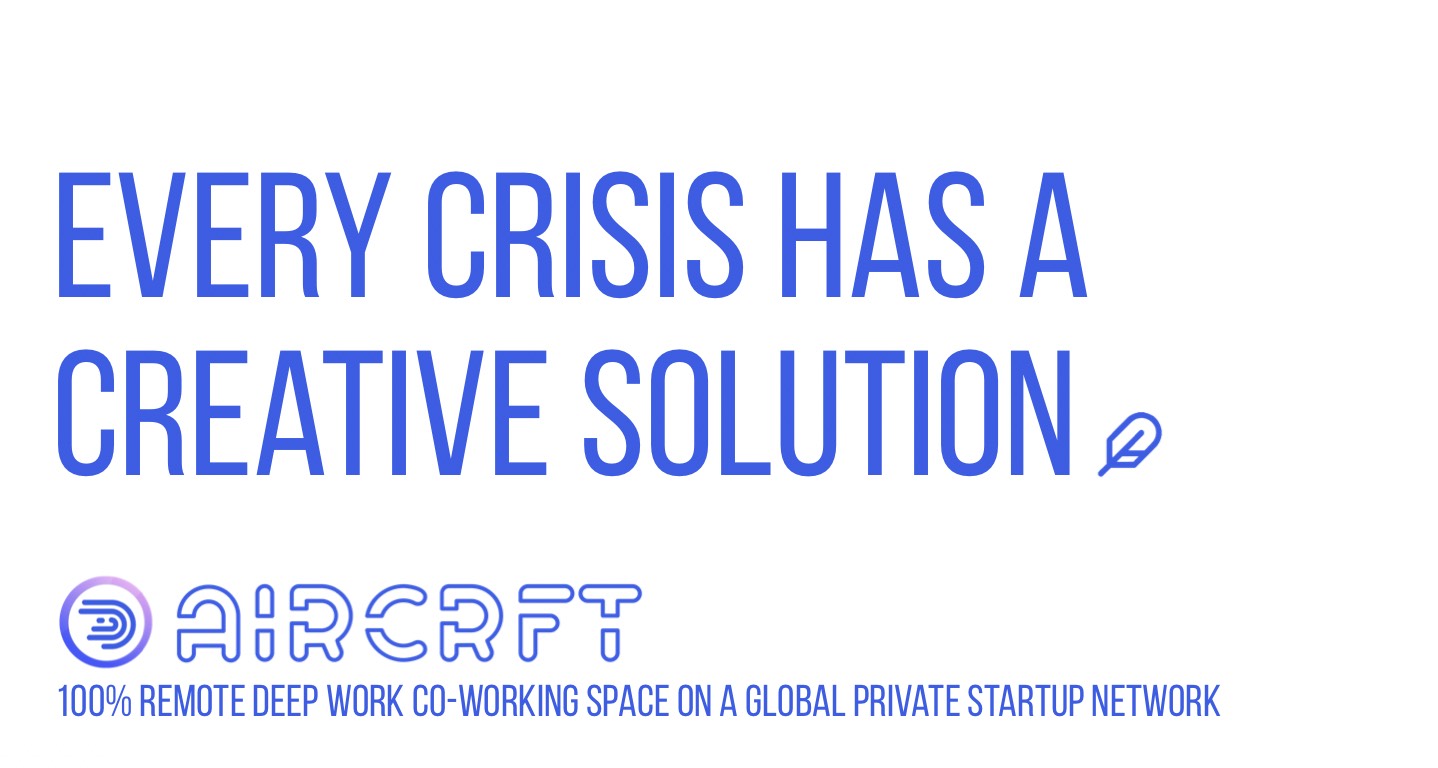 EVERY CRISIS HAS A
CREATIVE SOLUTION
AIRCRFT
100% REMOTE DEEP WORK CO-WORKING SPACE ON A GLOBAL PRIVATE STARTUP NETWORK